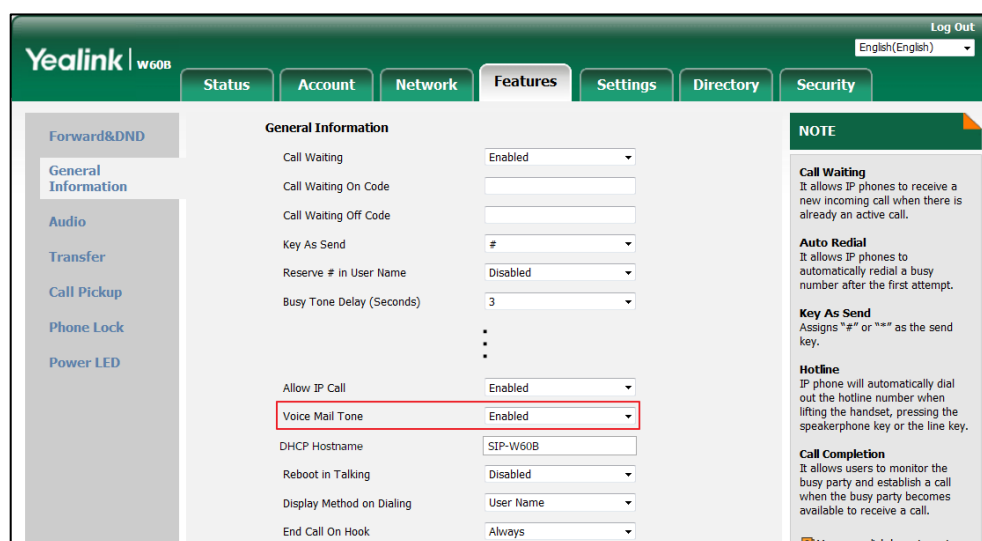 Log Out
Yealink W60B
English(English)
Status Account Network Features Settings Directory Security
Forward&DND
General
Information
Audio
Transfer
Call Pickup
Phone Lock
Power LED
General Information
Call Waiting Enabled
Call Waiting On Code
Call Waiting Off Code
Key As Send #
Reserve # in User Name Disabled
Busy Tone Delay (Seconds) 3
Allow IP Call Enabled
Voice Mail Tone Enabled
DHCP Hostname SIP-W60B
Reboot in Talking Disabled
Display Method on Dialing User Name
End Call On Hook Always
NOTE
Call Waiting
It allows IP phones to receive a
new incoming call when there is
already an active call.
Auto Redial
It allows IP phones to
automatically redial a busy
number after the first attempt.
Key As Send
Assigns "#" or "*" as the send
key.
Hotline
IP phone will automatically dial
out the hotline number when
lifting the handset, pressing the
speakerphone key or the line key.
Call Completion
It allows users to monitor the
busy party and establish a call
when the busy party becomes
available to receive a call.